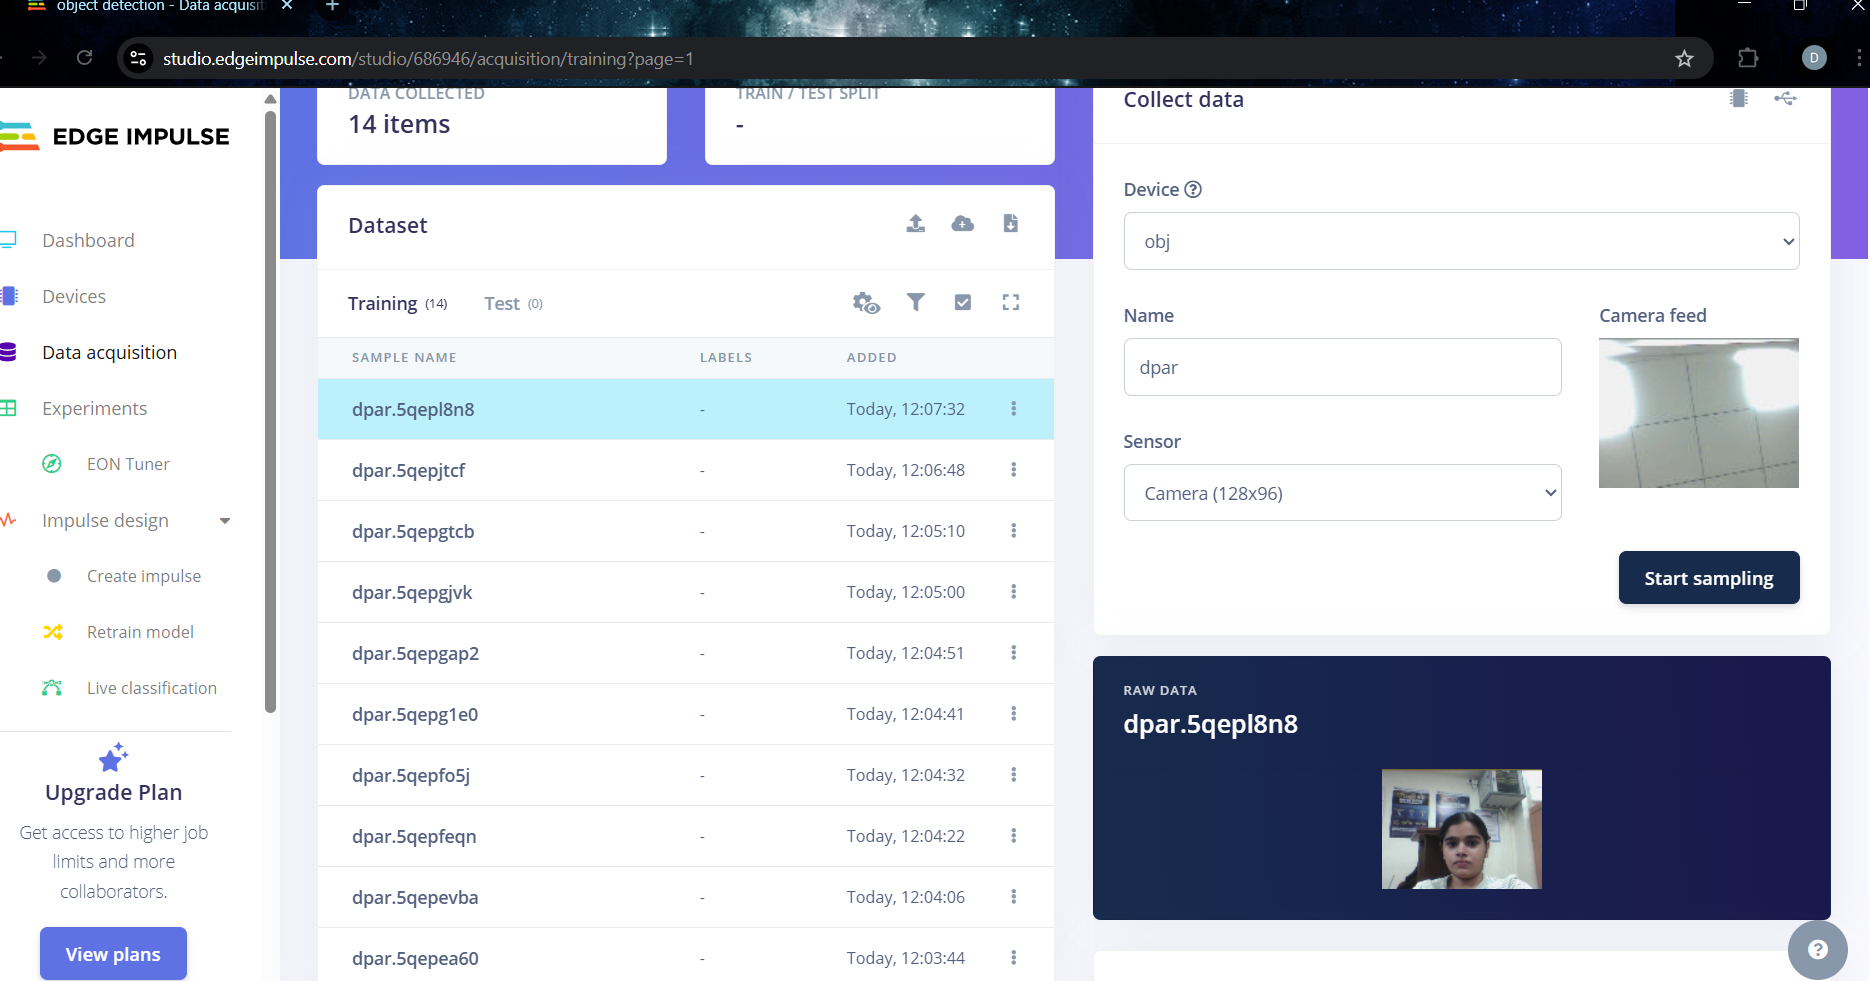 object detection - Data acquisit
studio.edgeimpulse.com/studio/686946/acquisition/training?page=1
D
EDGE IMPULSE
Dashboard
Devices
Data acquisition
Experiments
EON Tuner
Impulse design
Create impulse
Retrain model
Live classification
Upgrade Plan
Get access to higher job
limits and more
collaborators.
View plans
DATA COLLECTED
14 items
TRAIN / TEST SPLIT
-
Dataset
Training (14) Test (0)
SAMPLE NAME LABELS ADDED
dpar.5qepl8n8 - Today, 12:07:32
dpar.5qepjtcf - Today, 12:06:48
dpar.5qepgtcb - Today, 12:05:10
dpar.5qepgjvk - Today, 12:05:00
dpar.5qepgap2 - Today, 12:04:51
dpar.5qepg1e0 - Today, 12:04:41
dpar.5qepfo5j - Today, 12:04:32
dpar.5qepfeqn - Today, 12:04:22
dpar.5qepevba - Today, 12:04:06
dpar.5qepea60 - Today, 12:03:44
Collect data
Device
obj
Name
dpar
Camera feed
Sensor
Camera (128x96)
Start sampling
RAW DATA
dpar.5qepl8n8